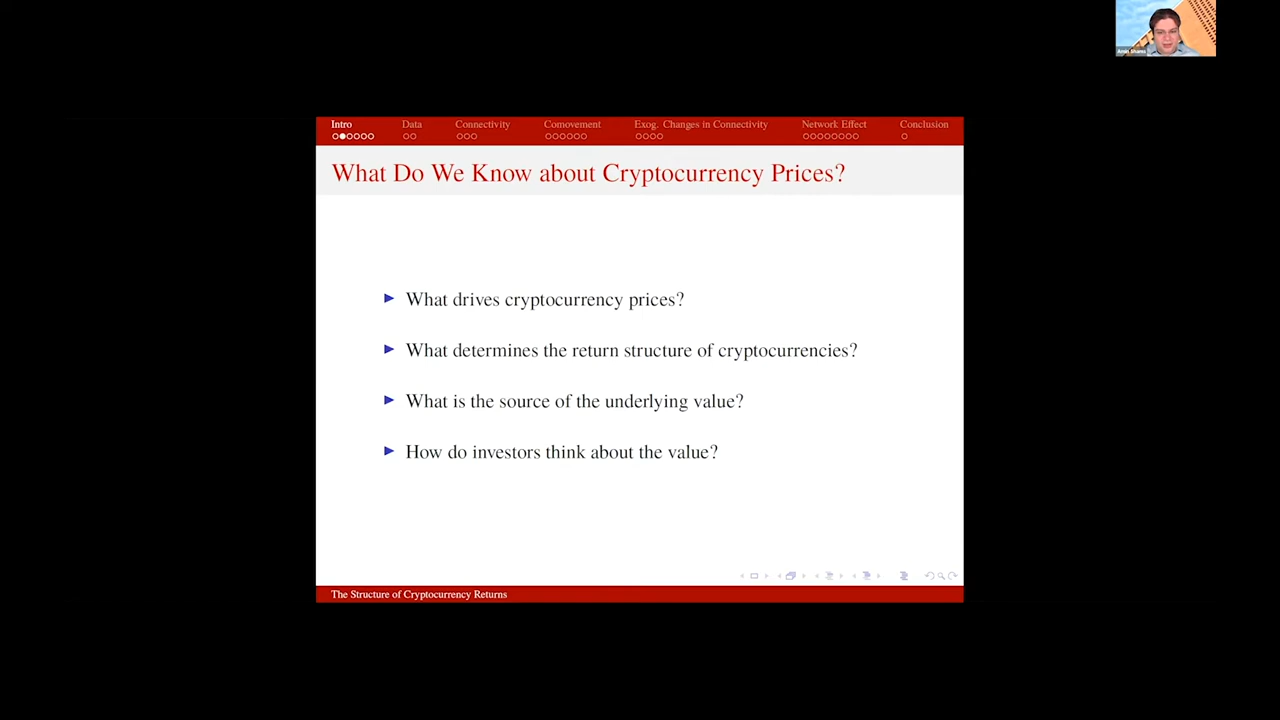 Amin Shams
Intro Data Connectivity Comovement Exog. Changes in Connectivity Network Effect Conclusion
What Do We Know about Cryptocurrency Prices?
What drives cryptocurrency prices?
What determines the return structure of cryptocurrencies?
What is the source of the underlying value?
How do investors think about the value?
The Structure of Cryptocurrency Returns